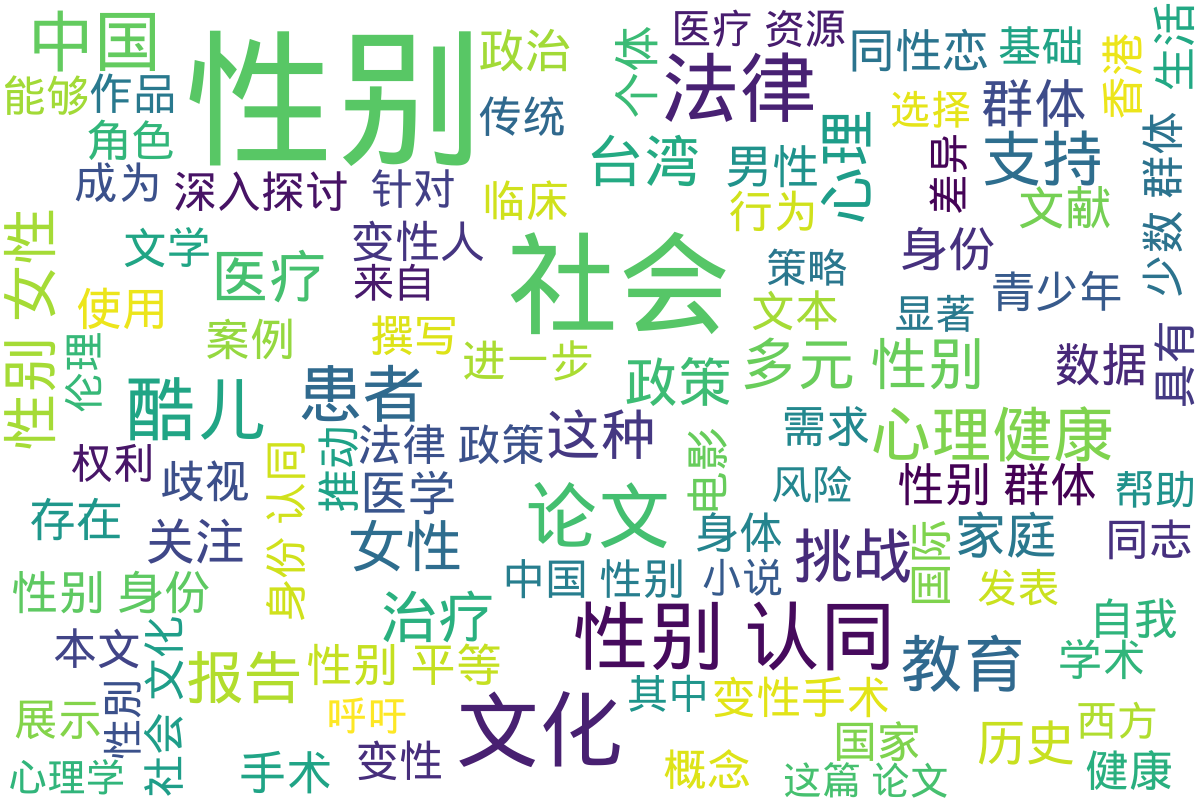 中国
性别
政治
个体
医疗 资源
同性恋
基础
香港
生活
能够
作品
传统
法律
选择
群体
角色
台湾
男性
心理
差异
支持
少数 群体
成为
深入探讨
针对
临床
行为
文献
性别 女性
文学
医疗
变性人
来自
社会
策略
身份
青少年
使用
案例
撰写
文本
显著
具有
伦理
进一步
政策
多元 性别
数据
酷儿
患者
需求
心理健康
权利
歧视
身份 认同
推动
法律 政策
这种
电影
风险
性别 群体
帮助
存在
关注
医学
女性
论文
身体
挑战
国际
家庭
同志
性别 身份
中国 性别
小说
发表
治疗
性别 认同
自我
本文
社会 文化
报告
性别 平等
教育
学术
展示
性别
呼吁
文化
其中
变性手术
西方
心理学
手术
变性
概念
国家
这篇 论文
历史
健康